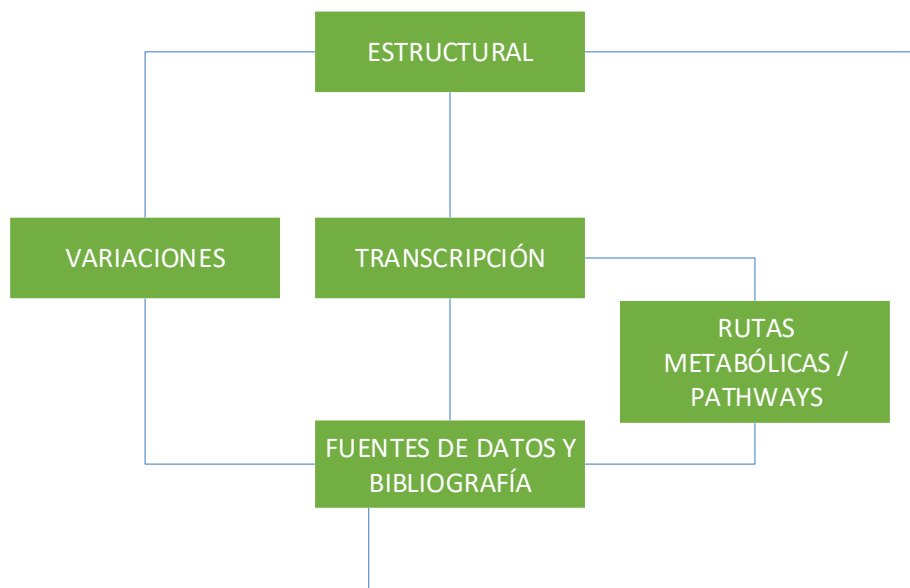 ESTRUCTURAL
VARIACIONES
TRANSCRIPCIÓN
RUTAS
METABÓLICAS /
PATHWAYS
FUENTES DE DATOS Y
BIBLIOGRAFÍA